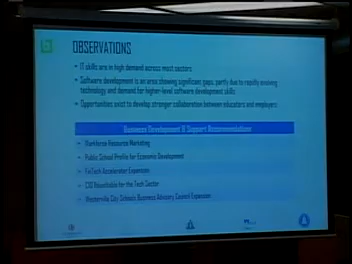 OBSERVATIONS
• IT skills are in high demand across most sectors
• Software development is an area showing significant gaps, partly due to rapidly evolving
technology and demand for higher-level software development skills
• Opportunities exist to develop stronger collaboration between educators and employers
Business Development & Support Recommendations
– Workforce Resource Marketing
– Public School Profile for Economic Development
– FinTech Accelerator Expansion
– CIO Roundtable for the Tech Sector
– Westerville City Schools Business Advisory Council Expansion